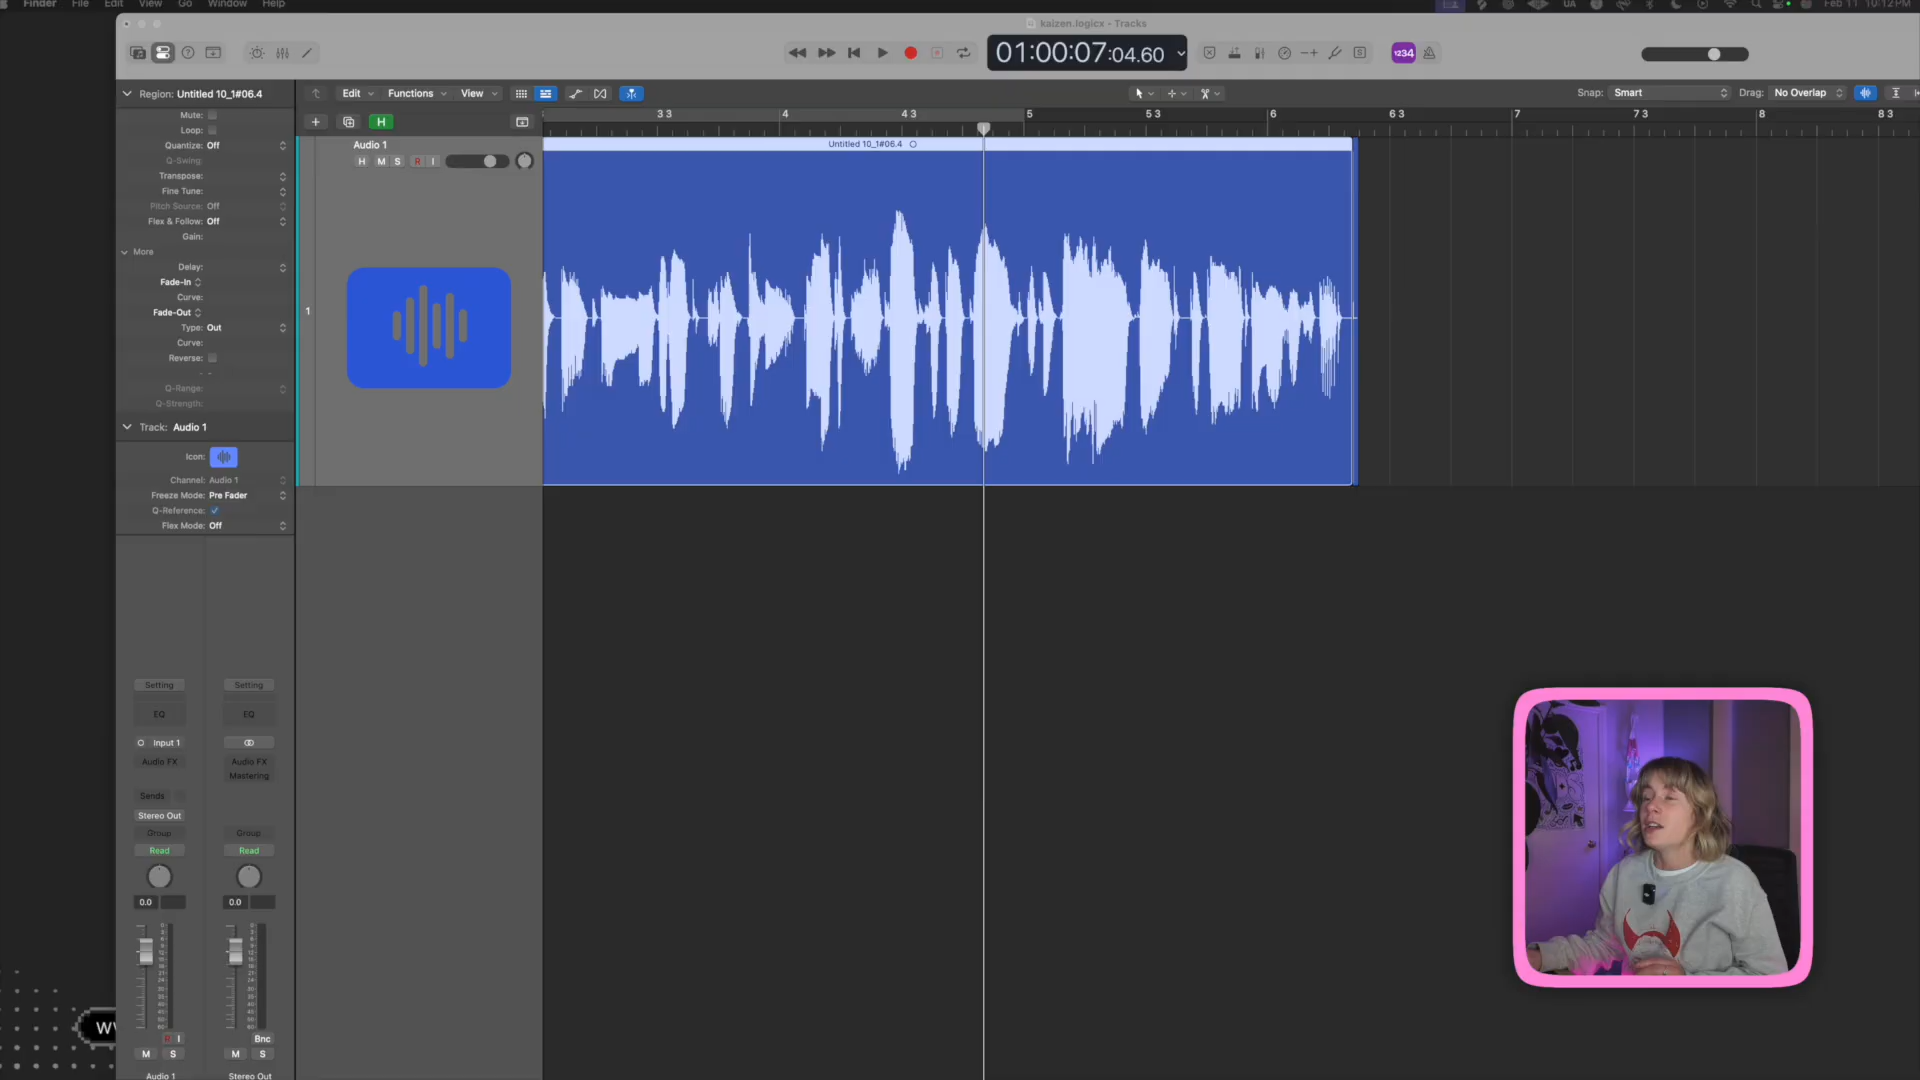 Finder File Edit View Go Window Help
UA Feb 11 10:12 PM
kaizen.logicx - Tracks
01:00:07:04.60
1234
Region: Untitled 10_1#06.4
Edit Functions View
Snap: Smart
Drag: No Overlap
Mute:
Loop:
Quantize: Off
Q-Swing:
Transpose:
Fine Tune:
Pitch Source: Off
Flex & Follow: Off
Gain:
More
Delay:
Fade-In
Curve:
Fade-Out
Type: Out
Curve:
Reverse:
Q-Range:
Q-Strength:
Track: Audio 1
Icon:
Channel: Audio 1
Freeze Mode: Pre Fader
Q-Reference:
Flex Mode: Off
H
3 3 4 4 3 5 5 3 6 6 3 7 7 3 8 8 3
Audio 1
H M S R I
1
Untitled 10_1#06.4
Setting Setting
EQ EQ
Input 1
Audio FX Audio FX
Mastering
Sends
Stereo Out
Group Group
Read Read
0.0 0.0
R I Bnc
M S M S
Audio 1 Stereo Out